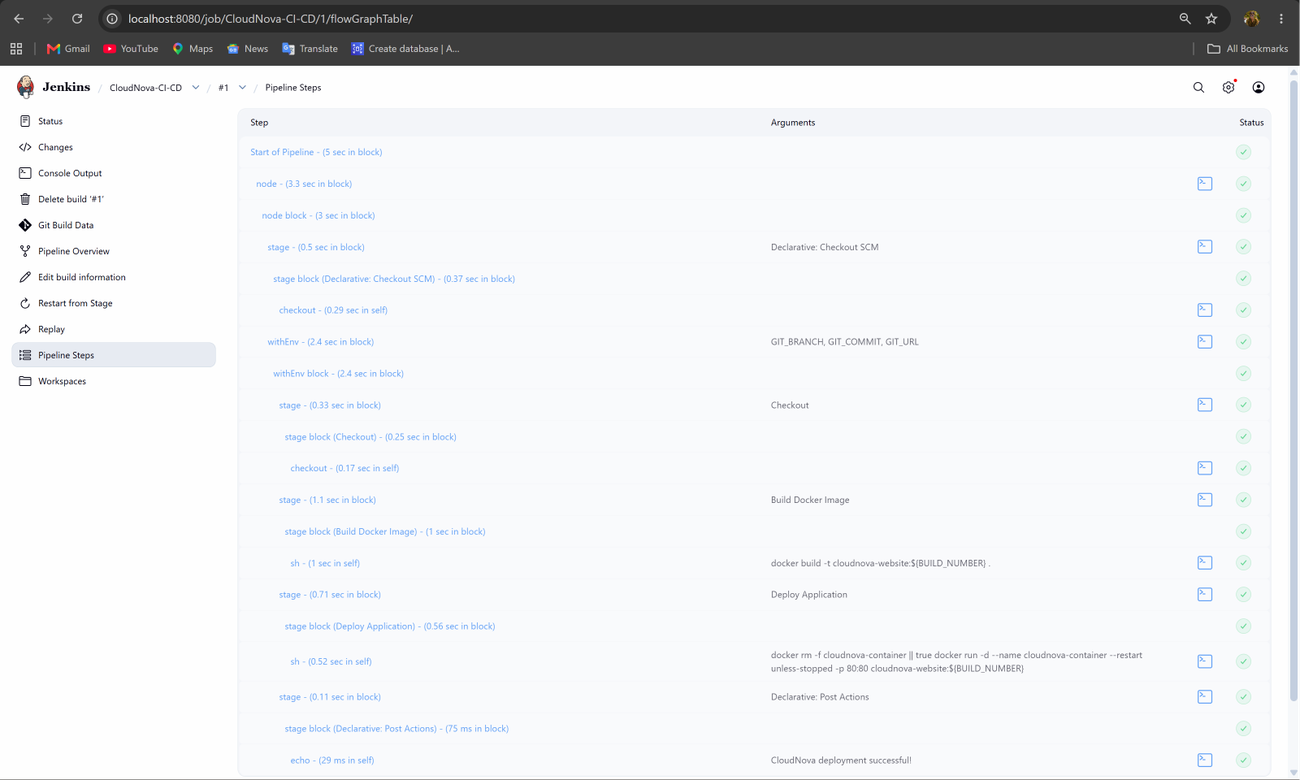 localhost:8080/job/CloudNova-CI-CD/1/flowGraphTable/
Gmail YouTube Maps News Translate Create database | A... All Bookmarks
Jenkins / CloudNova-CI-CD / #1 / Pipeline Steps
Status
Changes
Console Output
Delete build '#1'
Git Build Data
Pipeline Overview
Edit build information
Restart from Stage
Replay
Pipeline Steps
Workspaces
Step Arguments Status
Start of Pipeline - (5 sec in block)
node - (3.3 sec in block)
node block - (3 sec in block)
stage - (0.5 sec in block) Declarative: Checkout SCM
stage block (Declarative: Checkout SCM) - (0.37 sec in block)
checkout - (0.29 sec in self)
withEnv - (2.4 sec in block) GIT_BRANCH, GIT_COMMIT, GIT_URL
withEnv block - (2.4 sec in block)
stage - (0.33 sec in block) Checkout
stage block (Checkout) - (0.25 sec in block)
checkout - (0.17 sec in self)
stage - (1.1 sec in block) Build Docker Image
stage block (Build Docker Image) - (1 sec in block)
sh - (1 sec in self) docker build -t cloudnova-website:${BUILD_NUMBER} .
stage - (0.71 sec in block) Deploy Application
stage block (Deploy Application) - (0.56 sec in block)
sh - (0.52 sec in self) docker rm -f cloudnova-container || true docker run -d --name cloudnova-container --restart
unless-stopped -p 80:80 cloudnova-website:${BUILD_NUMBER}
stage - (0.11 sec in block) Declarative: Post Actions
stage block (Declarative: Post Actions) - (75 ms in block)
echo - (29 ms in self) CloudNova deployment successful!